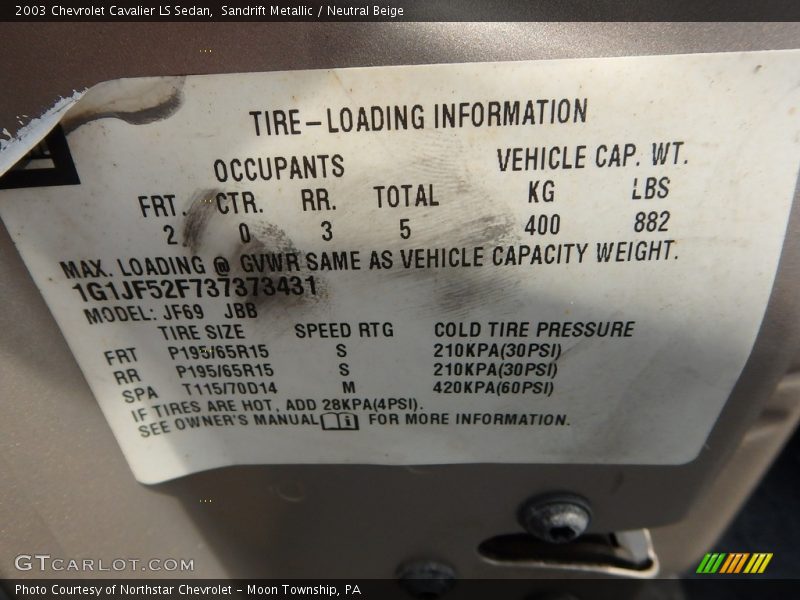 2003 Chevrolet Cavalier LS Sedan, Sandrift Metallic / Neutral Beige
TIRE-LOADING INFORMATION
OCCUPANTS VEHICLE CAP. WT.
FRT. CTR. RR. TOTAL KG LBS
2 0 3 5 400 882
MAX. LOADING @ GVWR SAME AS VEHICLE CAPACITY WEIGHT.
1G1JF52F737373431
MODEL: JF69 JBB
TIRE SIZE SPEED RTG COLD TIRE PRESSURE
FRT P195/65R15 S 210KPA(30PSI)
RR P195/65R15 S 210KPA(30PSI)
SPA T115/70D14 M 420KPA(60PSI)
IF TIRES ARE HOT, ADD 28KPA(4PSI).
SEE OWNER'S MANUAL i FOR MORE INFORMATION.
GTCARLOT.COM
Photo Courtesy of Northstar Chevrolet - Moon Township, PA